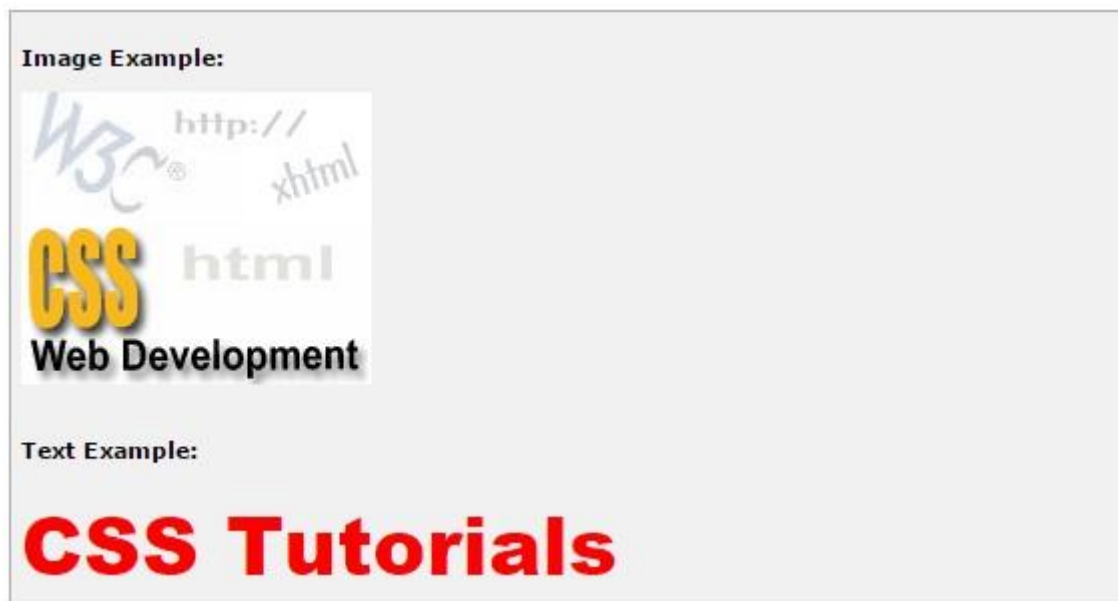 Image Example:
W3C®
http://
xhtml
CSS
html
Web Development
Text Example:
CSS Tutorials